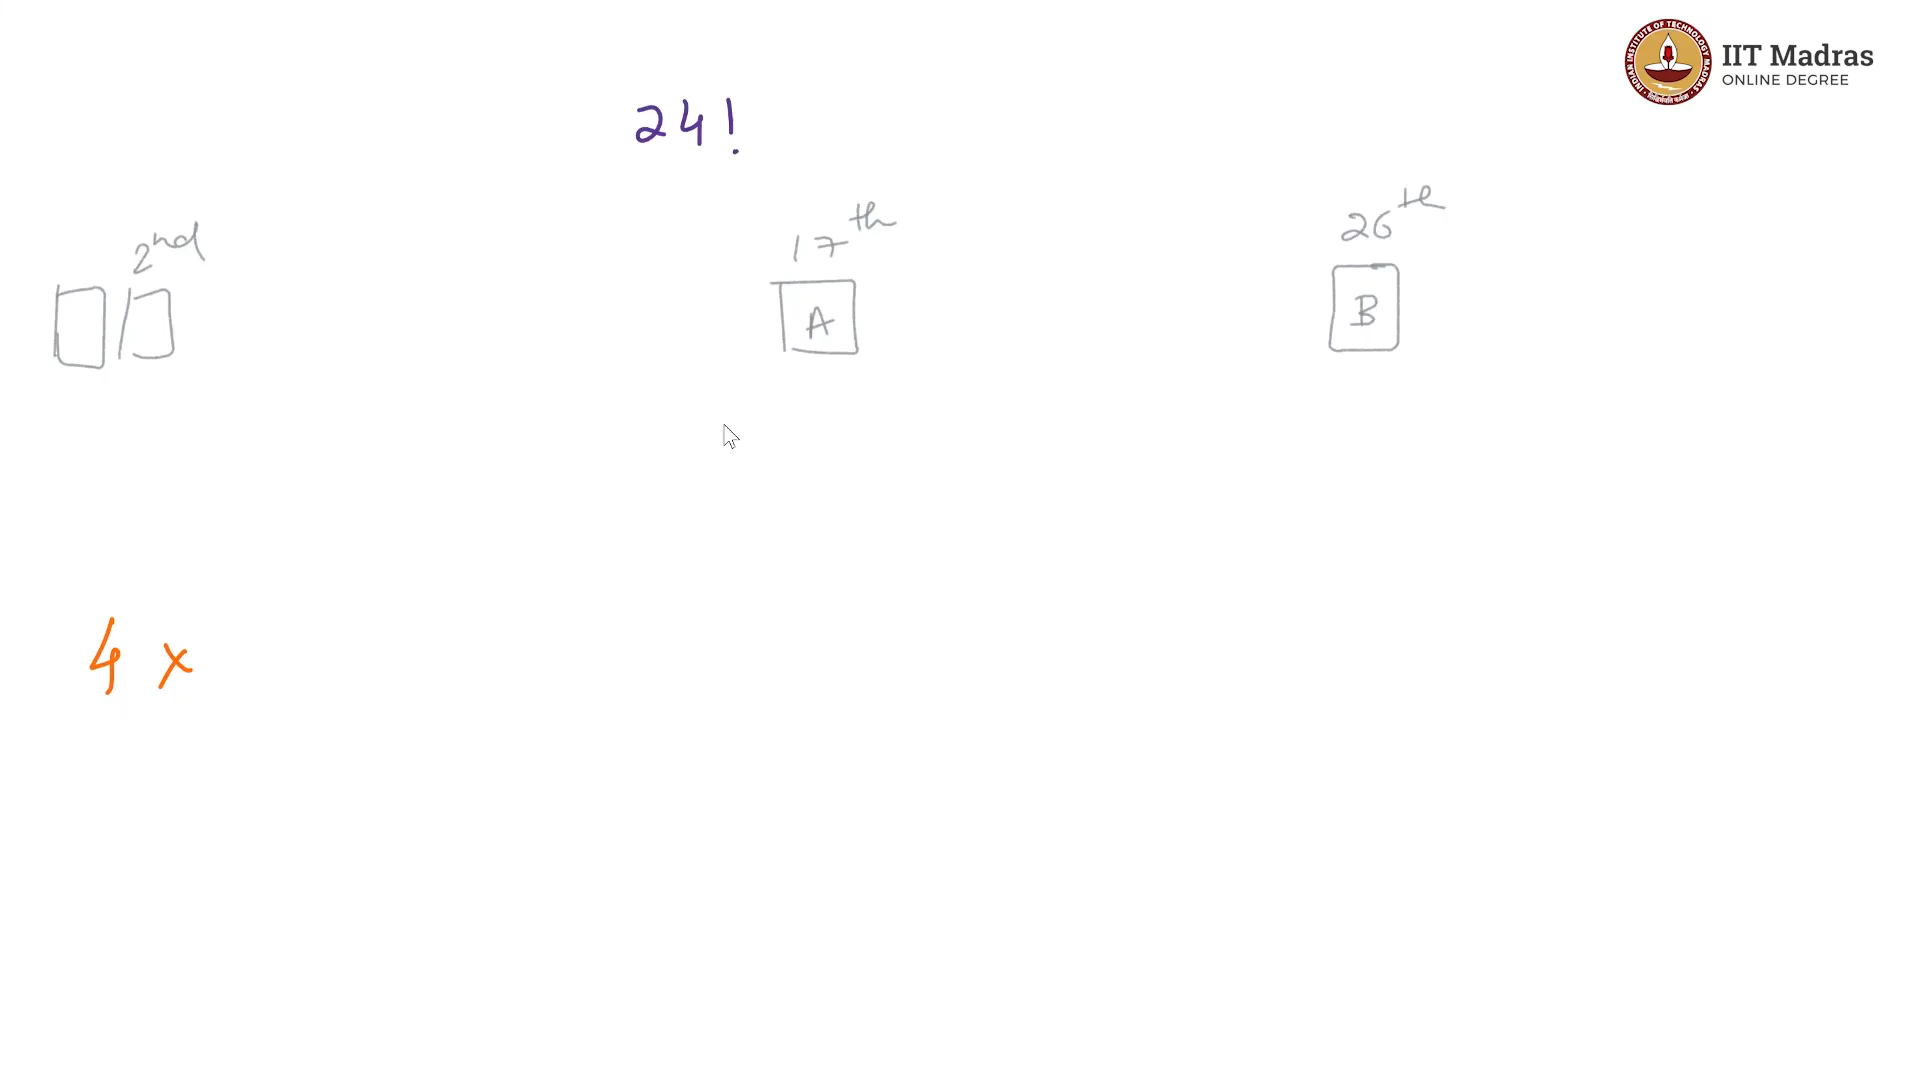 IIT Madras
ONLINE DEGREE
24!
2nd
17th
26th
A
B
4 x